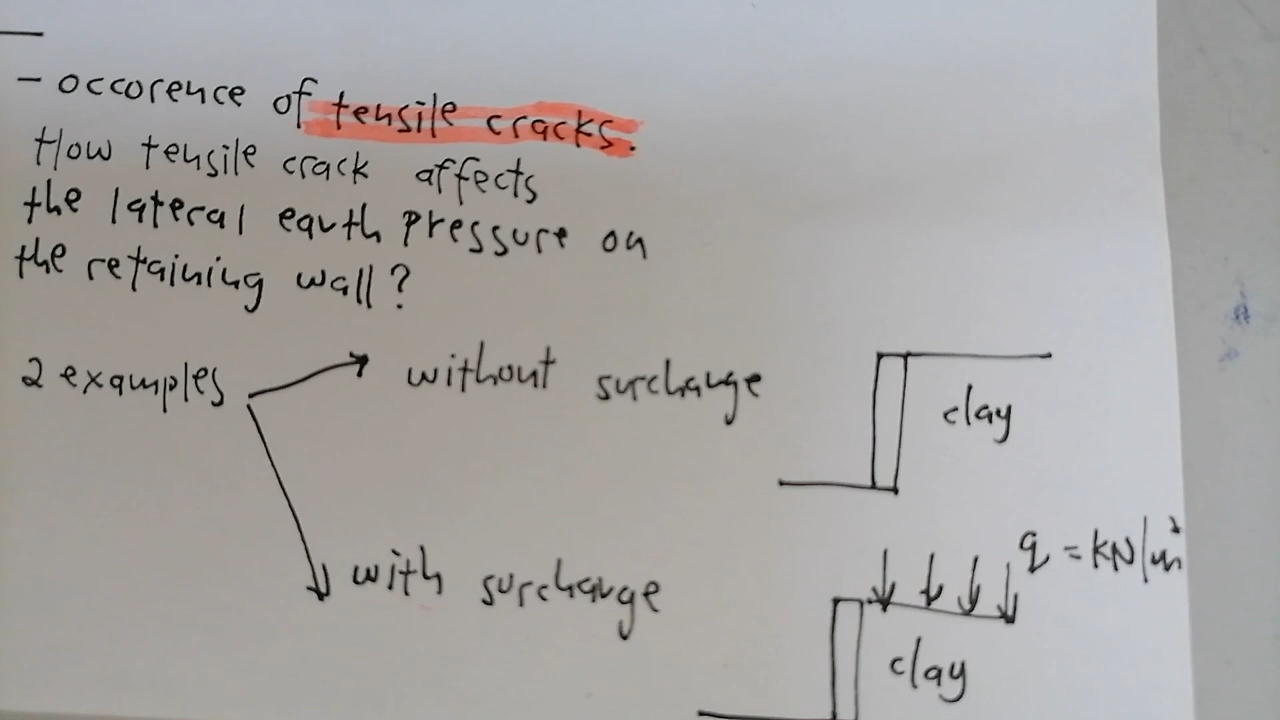 - occorence of tensile cracks.
How tensile crack affects
the lateral earth pressure on
the retaining wall?
2 examples
without surcharge
clay
q = kN/m²
with surcharge
clay